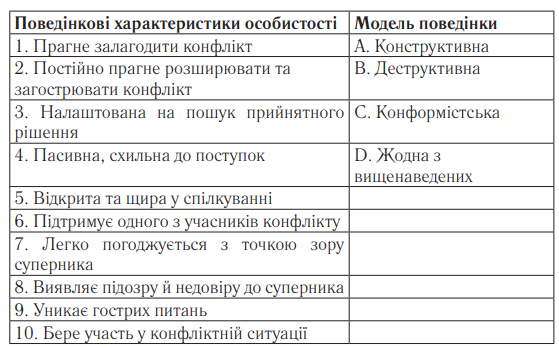 Поведінкові характеристики особистості Модель поведінки
1. Прагне залагодити конфлікт А. Конструктивна
2. Постійно прагне розширювати та В. Деструктивна
загострювати конфлікт
3. Налаштована на пошук прийнятного С. Конформістська
рішення
4. Пасивна, схильна до поступок D. Жодна з
вищенаведених
5. Відкрита та щира у спілкуванні
6. Підтримує одного з учасників конфлікту
7. Легко погоджується з точкою зору
суперника
8. Виявляє підозру й недовіру до суперника
9. Уникає гострих питань
10. Бере участь у конфліктній ситуації